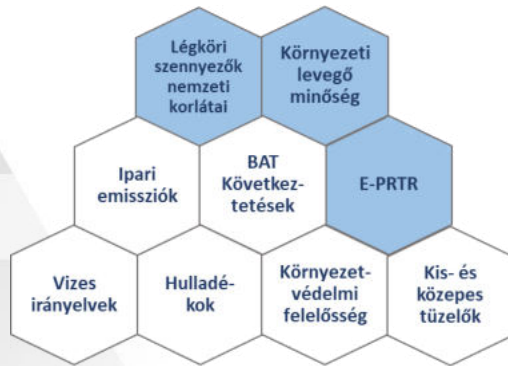 Légköri
szennyezők
nemzeti
korlátai
Környezeti
levegő
minőség
Ipari
emissziók
BAT
Következ-
tetések
E-PRTR
Vizes
irányelvek
Hulladé-
kok
Környezet-
védelmi
felelősség
Kis- és
közepes
tüzelők